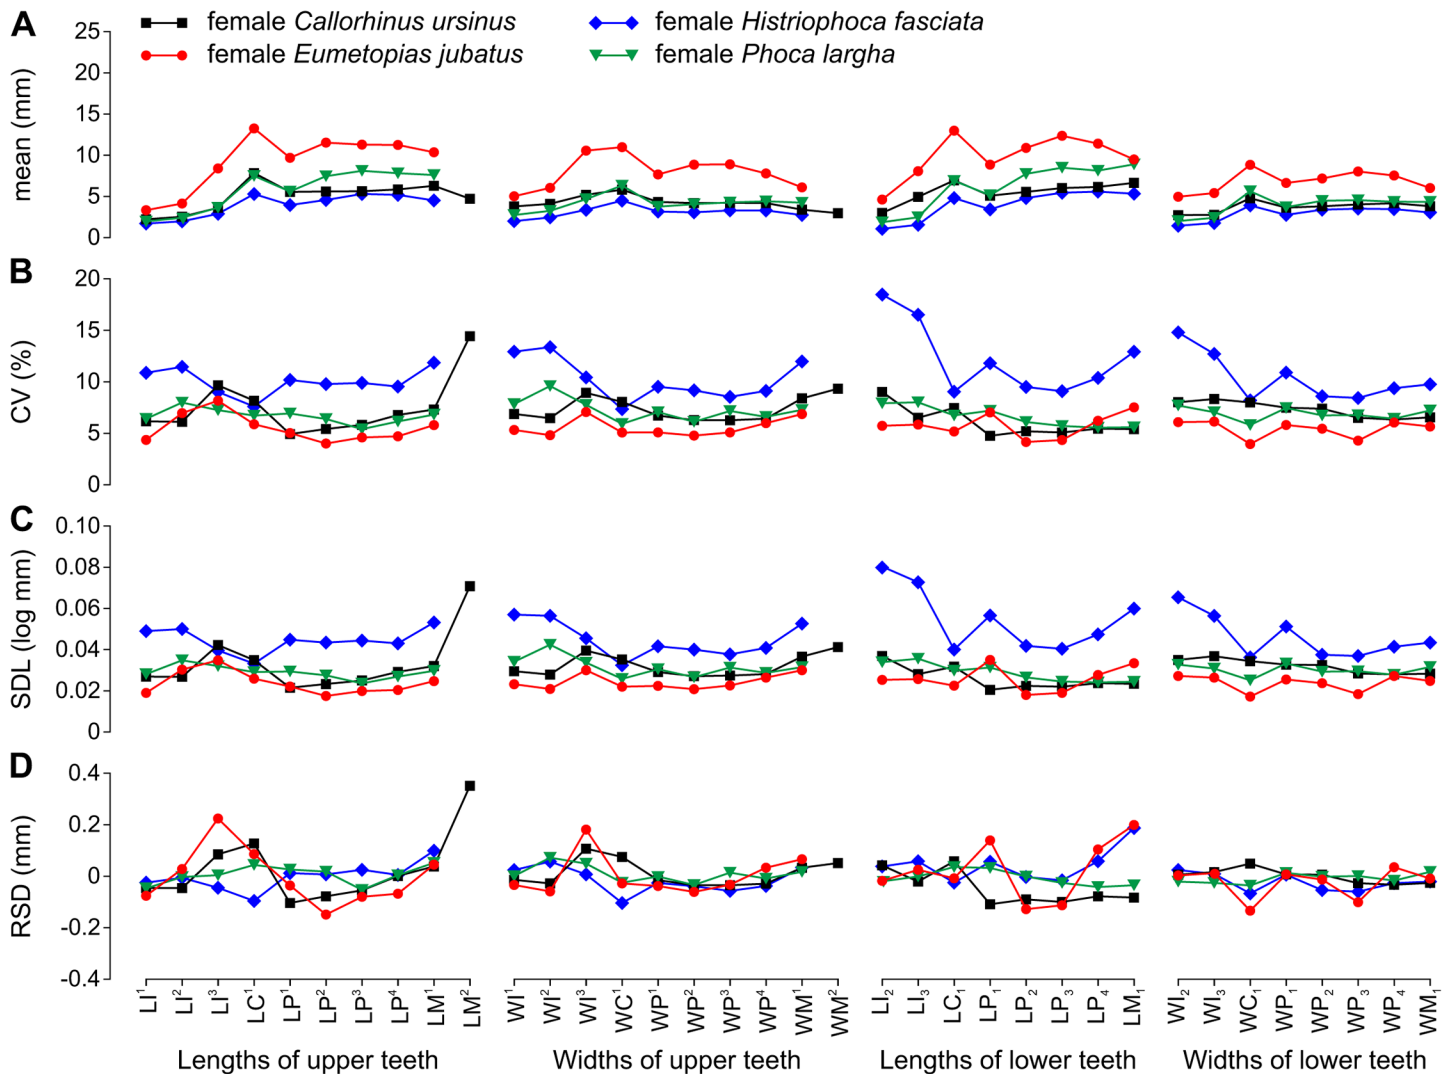 A
female Callorhinus ursinus
female Histriophoca fasciata
female Eumetopias jubatus
female Phoca largha
mean (mm)
25
20
15
10
5
0
B
CV (%)
20
15
10
5
0
C
SDL (log mm)
0.10
0.08
0.06
0.04
0.02
0
D
RSD (mm)
0.4
0.2
0
-0.2
-0.4
LI¹ LI² LI³ LC¹ LP¹ LP² LP³ LP⁴ LM¹ LM²
WI¹ WI² WI³ WC¹ WP¹ WP² WP³ WP⁴ WM¹ WM²
LI₂ LI₃ LC₁ LP₁ LP₂ LP₃ LP₄ LM₁
WI₂ WI₃ WC₁ WP₁ WP₂ WP₃ WP₄ WM₁
Lengths of upper teeth
Widths of upper teeth
Lengths of lower teeth
Widths of lower teeth